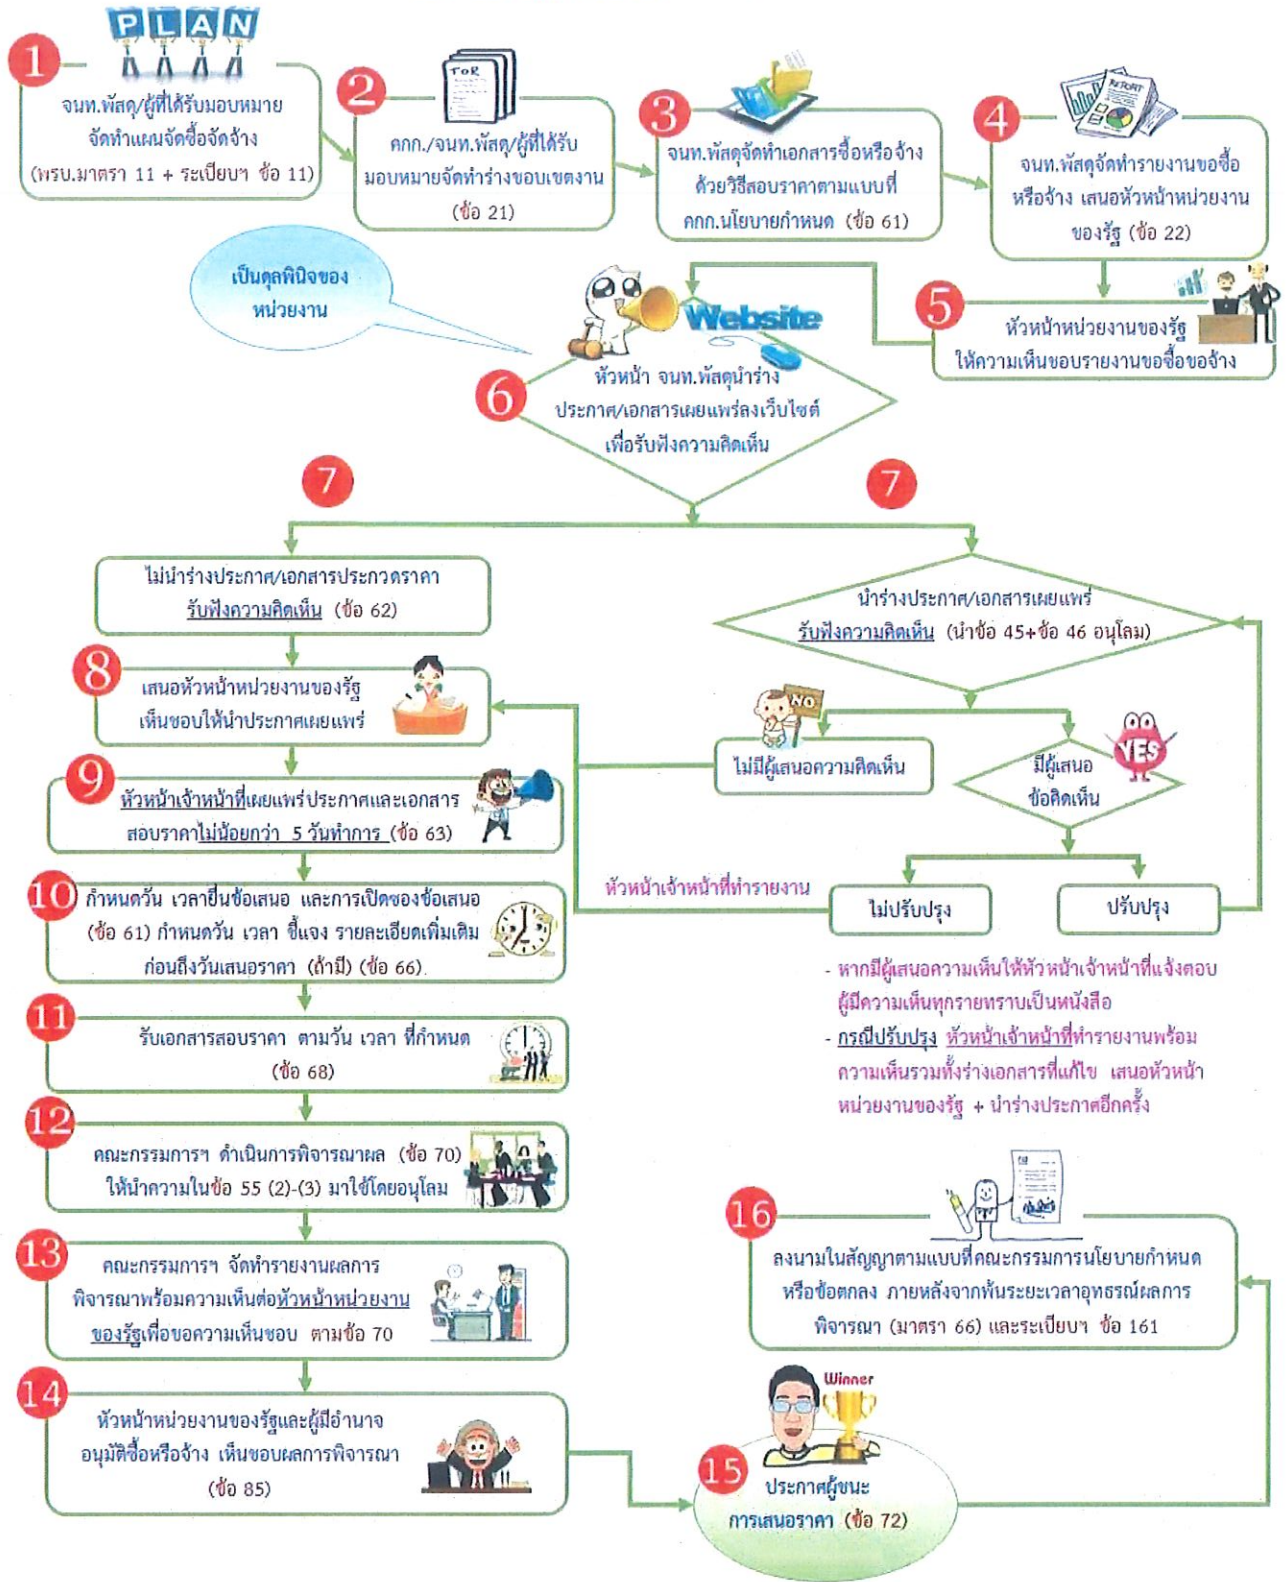 PLAN
1
จนท.พัสดุ/ผู้ที่ได้รับมอบหมาย
จัดทำแผนจัดซื้อจัดจ้าง
(พรบ.มาตรา 11 + ระเบียบฯ ข้อ 11)
2
TOR
คกก./จนท.พัสดุ/ผู้ที่ได้รับ
มอบหมายจัดทำร่างขอบเขตงาน
(ข้อ 21)
3
จนท.พัสดุจัดทำเอกสารซื้อหรือจ้าง
ด้วยวิธีสอบราคาตามแบบที่
คกก.นโยบายกำหนด (ข้อ 61)
4
REPORT
จนท.พัสดุจัดทำรายงานขอซื้อ
หรือจ้าง เสนอหัวหน้าหน่วยงาน
ของรัฐ (ข้อ 22)
5
หัวหน้าหน่วยงานของรัฐ
ให้ความเห็นชอบรายงานขอซื้อขอจ้าง
เป็นดุลพินิจของ
หน่วยงาน
Website
6
หัวหน้า จนท.พัสดุนำร่าง
ประกาศ/เอกสารเผยแพร่ลงเว็บไซต์
เพื่อรับฟังความคิดเห็น
7
7
ไม่นำร่างประกาศ/เอกสารประกวดราคา
รับฟังความคิดเห็น (ข้อ 62)
นำร่างประกาศ/เอกสารเผยแพร่
รับฟังความคิดเห็น (นำข้อ 45+ข้อ 46 อนุโลม)
8
เสนอหัวหน้าหน่วยงานของรัฐ
เห็นชอบให้นำประกาศเผยแพร่
NO
ไม่มีผู้เสนอความคิดเห็น
YES
มีผู้เสนอ
ข้อคิดเห็น
9
หัวหน้าเจ้าหน้าที่เผยแพร่ประกาศและเอกสาร
สอบราคาไม่น้อยกว่า 5 วันทำการ (ข้อ 63)
หัวหน้าเจ้าหน้าที่ทำรายงาน
ไม่ปรับปรุง
ปรับปรุง
10
กำหนดวัน เวลายื่นข้อเสนอ และการเปิดซองข้อเสนอ
(ข้อ 61) กำหนดวัน เวลา ชี้แจง รายละเอียดเพิ่มเติม
ก่อนถึงวันเสนอราคา (ถ้ามี) (ข้อ 66)
- หากมีผู้เสนอความเห็นให้หัวหน้าเจ้าหน้าที่แจ้งตอบ
ผู้มีความเห็นทุกรายทราบเป็นหนังสือ
- กรณีปรับปรุง หัวหน้าเจ้าหน้าที่ทำรายงานพร้อม
ความเห็นรวมทั้งร่างเอกสารที่แก้ไข เสนอหัวหน้า
หน่วยงานของรัฐ + นำร่างประกาศอีกครั้ง
11
รับเอกสารสอบราคา ตามวัน เวลา ที่กำหนด
(ข้อ 68)
12
คณะกรรมการฯ ดำเนินการพิจารณาผล (ข้อ 70)
ให้นำความในข้อ 55 (2)-(3) มาใช้โดยอนุโลม
13
คณะกรรมการฯ จัดทำรายงานผลการ
พิจารณาพร้อมความเห็นต่อหัวหน้าหน่วยงาน
ของรัฐเพื่อขอความเห็นชอบ ตามข้อ 70
14
หัวหน้าหน่วยงานของรัฐและผู้มีอำนาจ
อนุมัติซื้อหรือจ้าง เห็นชอบผลการพิจารณา
(ข้อ 85)
Winner
15
ประกาศผู้ชนะ
การเสนอราคา (ข้อ 72)
16
ลงนามในสัญญาตามแบบที่คณะกรรมการนโยบายกำหนด
หรือข้อตกลง ภายหลังจากพ้นระยะเวลาอุทธรณ์ผลการ
พิจารณา (มาตรา 66) และระเบียบฯ ข้อ 161